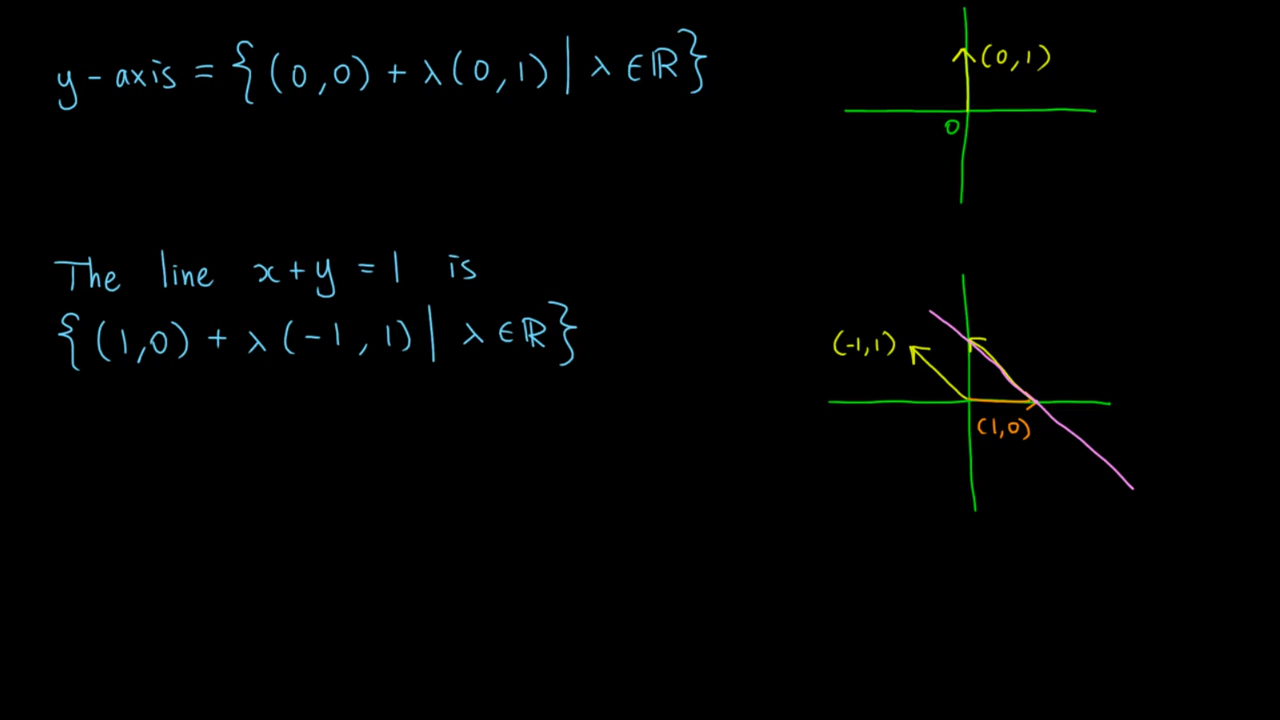 y-axis = {(0,0) + λ(0,1) | λ ∈ ℝ}
(0,1)
0
The line x+y=1 is
{(1,0) + λ(-1,1) | λ ∈ ℝ}
(-1,1)
(1,0)